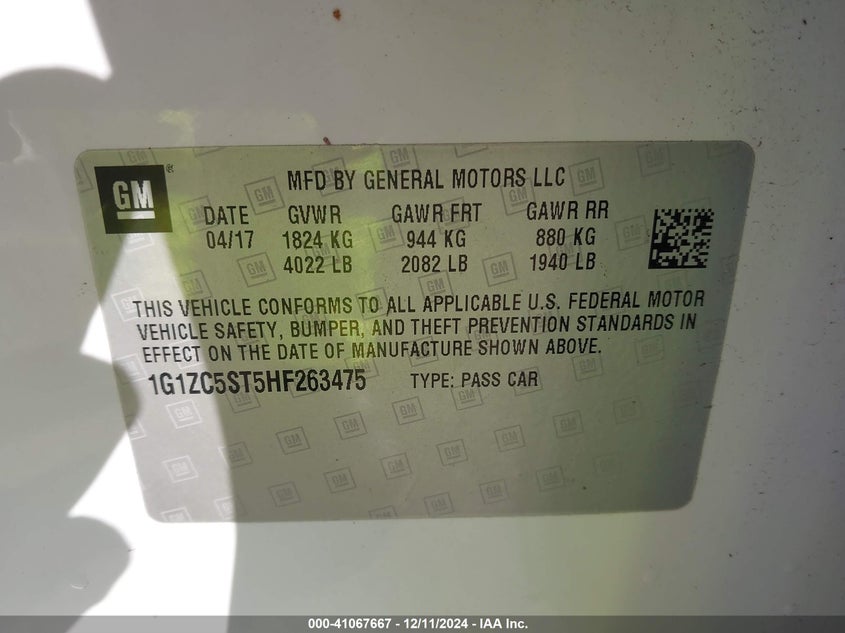 GM ® MFD BY GENERAL MOTORS LLC
DATE GVWR GAWR FRT GAWR RR
04/17 1824 KG 944 KG 880 KG
4022 LB 2082 LB 1940 LB
THIS VEHICLE CONFORMS TO ALL APPLICABLE U.S. FEDERAL MOTOR
VEHICLE SAFETY, BUMPER, AND THEFT PREVENTION STANDARDS IN
EFFECT ON THE DATE OF MANUFACTURE SHOWN ABOVE.
1G1ZC5ST5HF263475 TYPE: PASS CAR
000-41067667 - 12/11/2024 - IAA Inc.